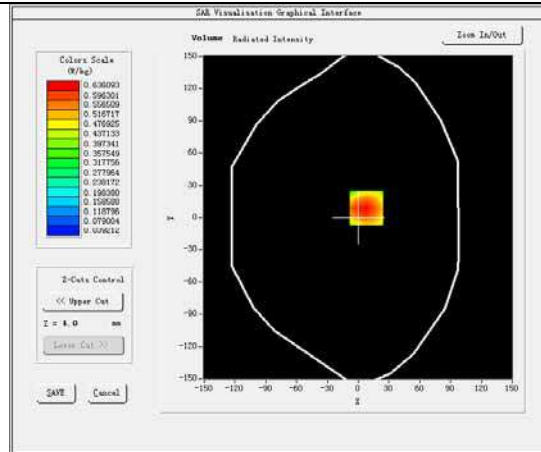 SAR Visualisation Graphical Interface
Volume Radiated Intensity
Zoom In/Out
Colors Scale
(W/kg)
0.636093
0.596301
0.556509
0.516717
0.476925
0.437133
0.397341
0.357549
0.317756
0.277964
0.238172
0.198380
0.158588
0.118796
0.079004
0.039212
150
120
90
60
30
0
-30
-60
-90
-120
-150
Y
-150 -120 -90 -60 -30 0 30 60 90 120 150
X
Z-Cuts Control
<< Upper Cut
Z = 4.0 mm
Lower Cut >>
SAVE Cancel